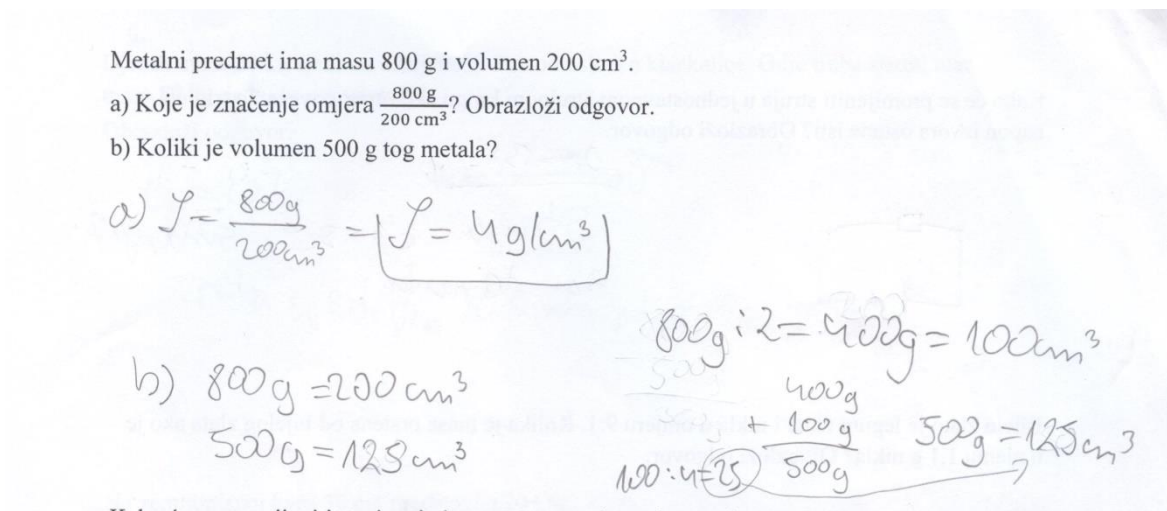 Metalni predmet ima masu 800 g i volumen 200 cm³.
a) Koje je značenje omjera 800 g / 200 cm³? Obrazloži odgovor.
b) Koliki je volumen 500 g tog metala?
a) ρ = 800g / 200cm³ = ρ = 4 g/cm³
800g : 2 = 400g = 100cm³
b) 800g = 200 cm³
500g = 125 cm³
400g
+ 100g
500g
500g = 125cm³
100:4=25